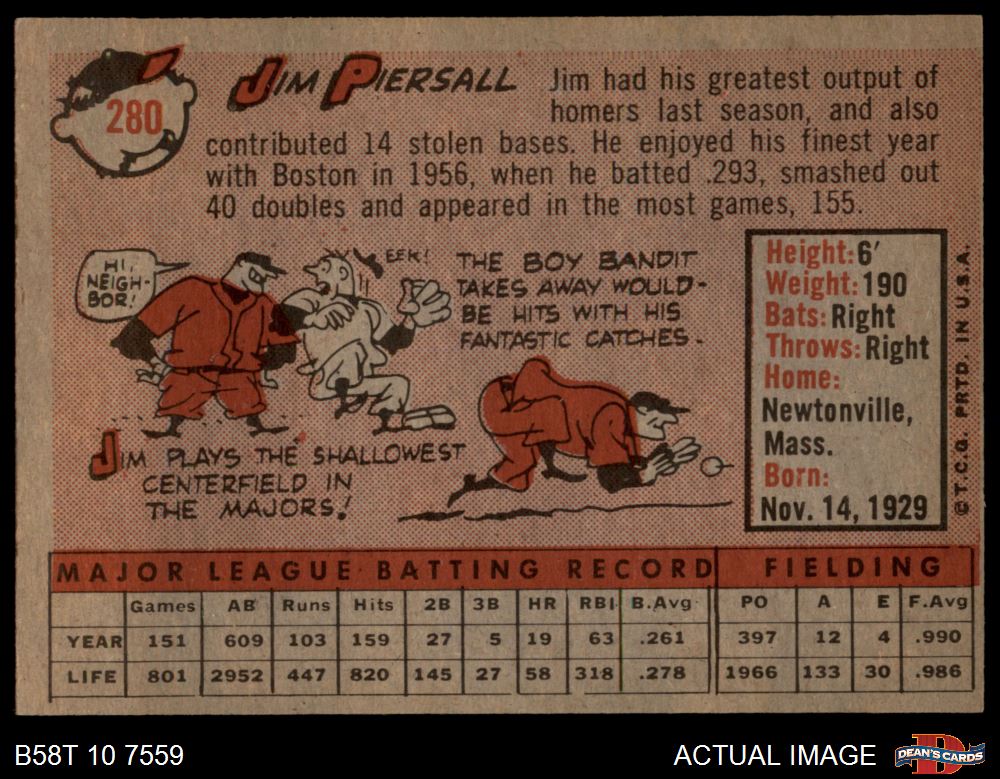 280
JIM PIERSALL
Jim had his greatest output of
homers last season, and also
contributed 14 stolen bases. He enjoyed his finest year
with Boston in 1956, when he batted .293, smashed out
40 doubles and appeared in the most games, 155.
HI,
NEIGH-
BOR!
EEK!
THE BOY BANDIT
TAKES AWAY WOULD-
BE HITS WITH HIS
FANTASTIC CATCHES.
JIM PLAYS THE SHALLOWEST
CENTERFIELD IN
THE MAJORS!
Height: 6′
Weight: 190
Bats: Right
Throws: Right
Home:
Newtonville,
Mass.
Born:
Nov. 14, 1929
© T.C.G. PRTD. IN U.S.A.
MAJOR LEAGUE BATTING RECORD FIELDING
Games AB Runs Hits 2B 3B HR RBI B.Avg PO A E F.Avg
YEAR 151 609 103 159 27 5 19 63 .261 397 12 4 .990
LIFE 801 2952 447 820 145 27 58 318 .278 1966 133 30 .986
B58T 10 7559
ACTUAL IMAGE
DEAN'S CARDS